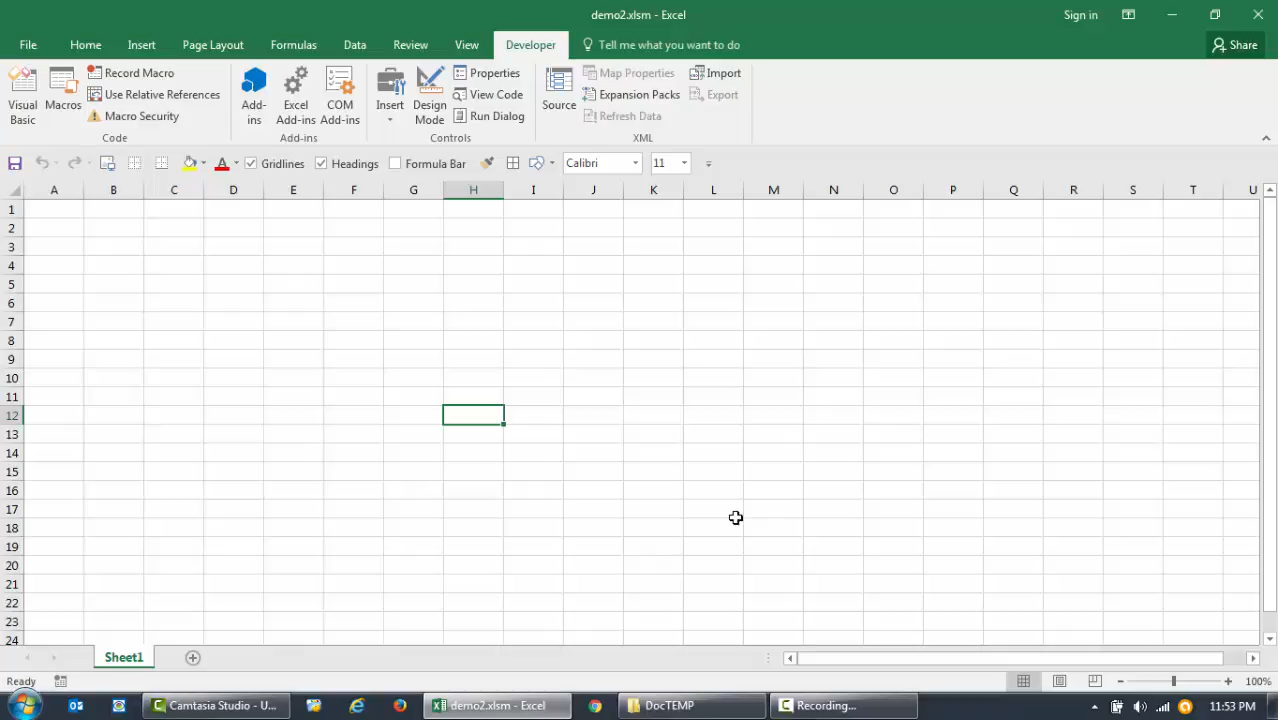 demo2.xlsm - Excel
Sign in
File Home Insert Page Layout Formulas Data Review View Developer Tell me what you want to do Share
Visual Basic
Macros
Record Macro
Use Relative References
Macro Security
Code
Add-ins
Excel Add-ins
COM Add-ins
Add-ins
Insert
Design Mode
Properties
View Code
Run Dialog
Controls
Source
Map Properties
Expansion Packs
Refresh Data
Import
Export
XML
Gridlines Headings Formula Bar Calibri 11
A B C D E F G H I J K L M N O P Q R S T U
1
2
3
4
5
6
7
8
9
10
11
12
13
14
15
16
17
18
19
20
21
22
23
24
Sheet1
Ready 100%
Camtasia Studio - U... demo2.xlsm - Excel DocTEMP Recording... 11:53 PM